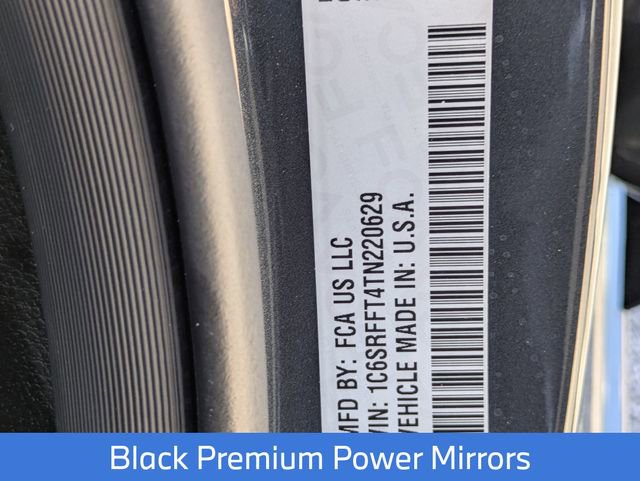 MFD BY: FCA US LLC
VIN: 1C6SRFFT4TN220629
VEHICLE MADE IN: U.S.A.
Black Premium Power Mirrors